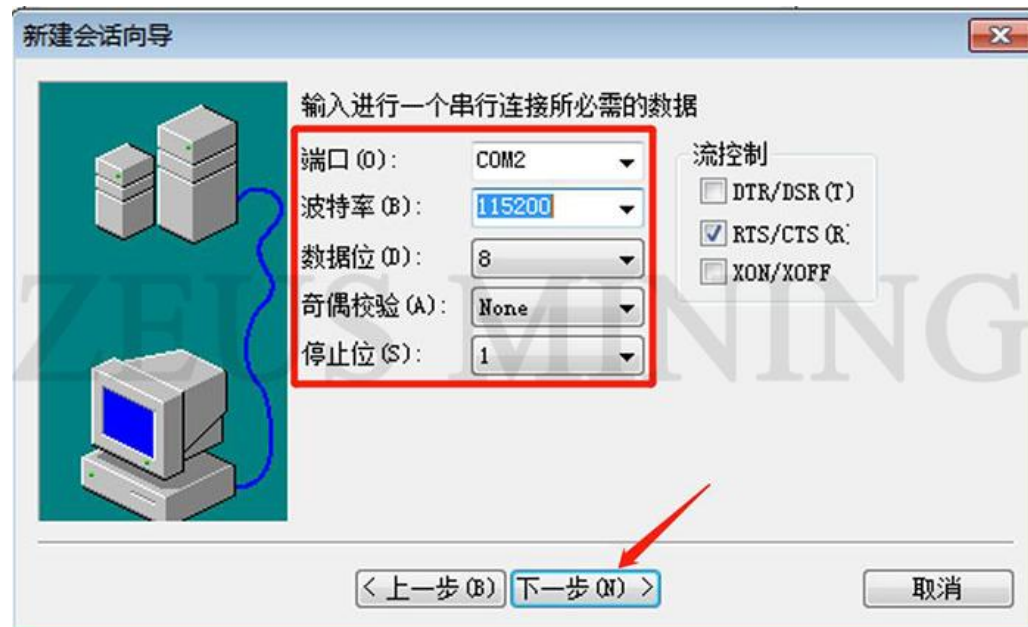 新建会话向导
输入进行一个串行连接所必需的数据
端口(O): COM2
波特率(B): 115200
数据位(D): 8
奇偶校验(A): None
停止位(S): 1
流控制
DTR/DSR(T)
RTS/CTS(R)
XON/XOFF
ZEUS MINING
<上一步(B)
下一步(N) >
取消